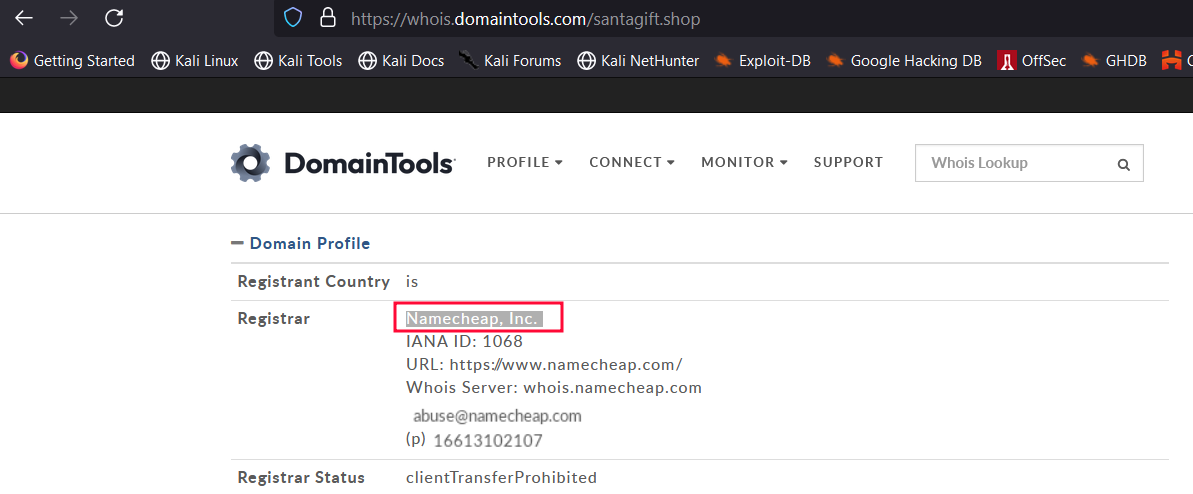 https://whois.domaintools.com/santagift.shop
Getting Started Kali Linux Kali Tools Kali Docs Kali Forums Kali NetHunter Exploit-DB Google Hacking DB OffSec GHDB
DomainTools PROFILE CONNECT MONITOR SUPPORT Whois Lookup
Domain Profile
Registrant Country is
Registrar Namecheap, Inc.
IANA ID: 1068
URL: https://www.namecheap.com/
Whois Server: whois.namecheap.com
abuse@namecheap.com
(p) 16613102107
Registrar Status clientTransferProhibited